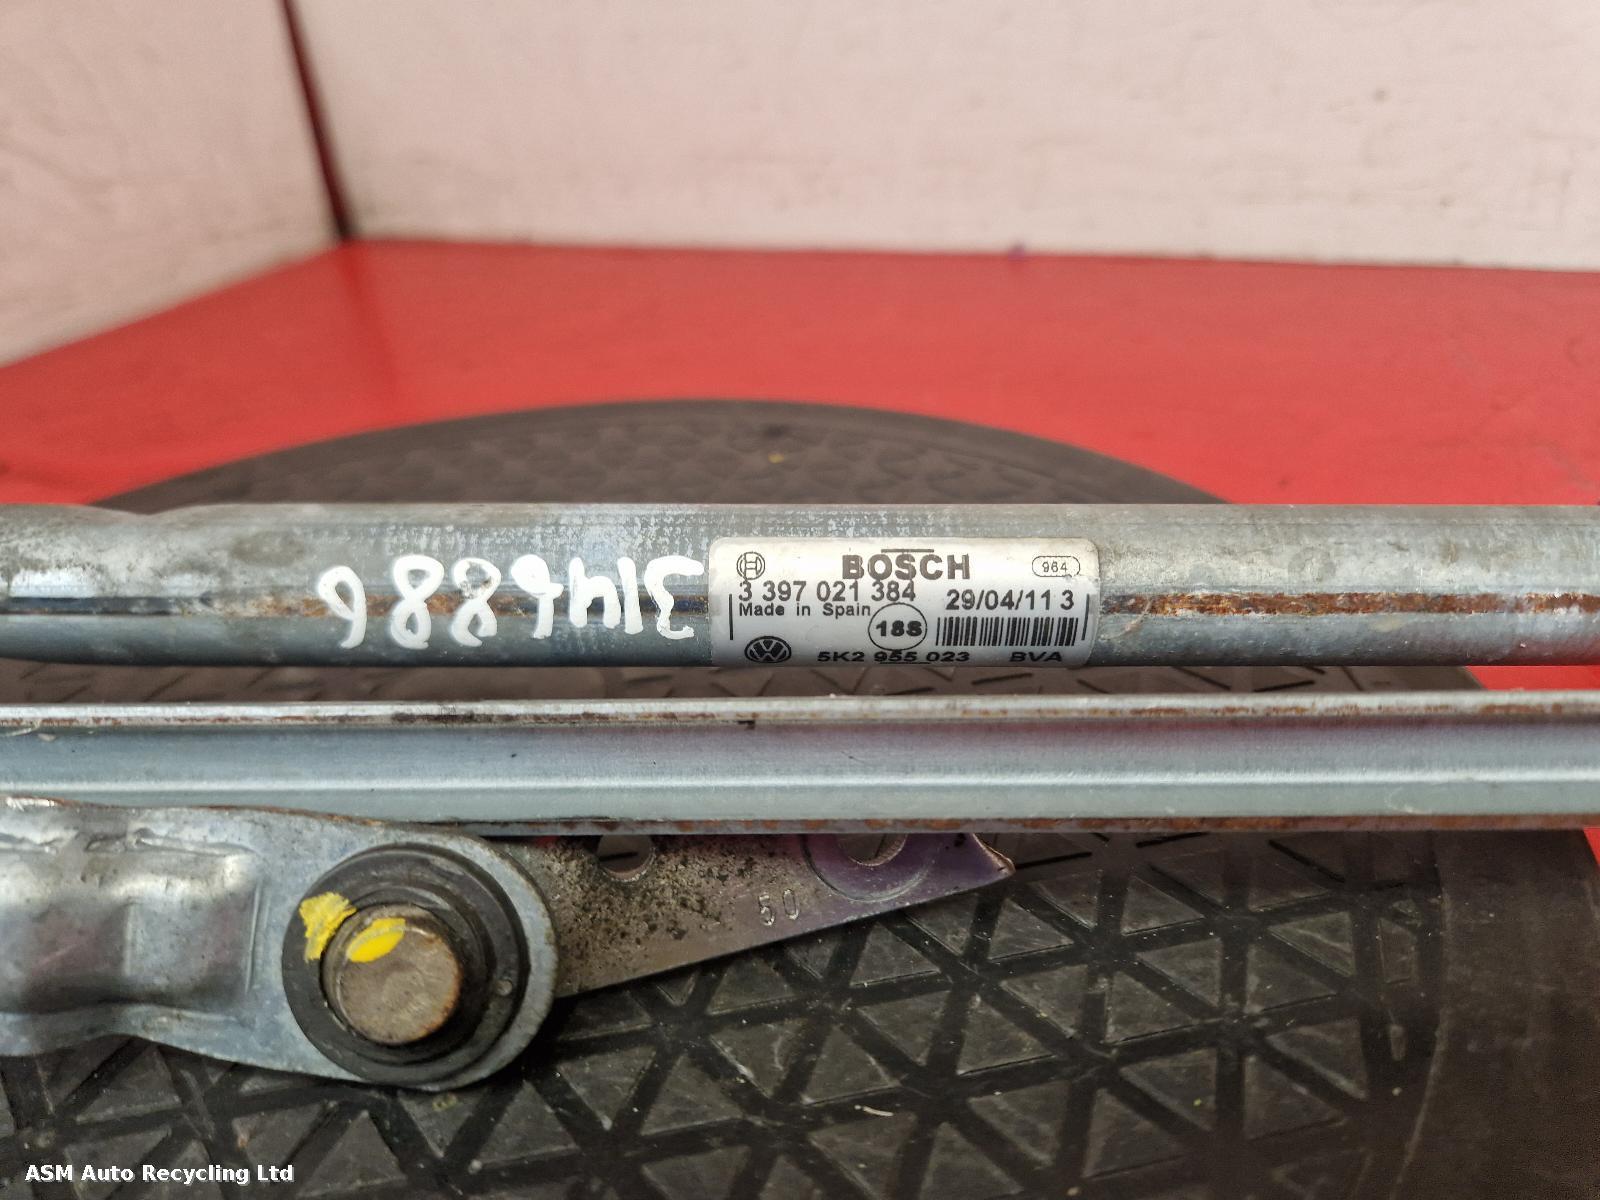 3146886
BOSCH
964
3 397 021 384
29/04/11 3
Made in Spain
18S
5K2 955 023 BVA
50
ASM Auto Recycling Ltd